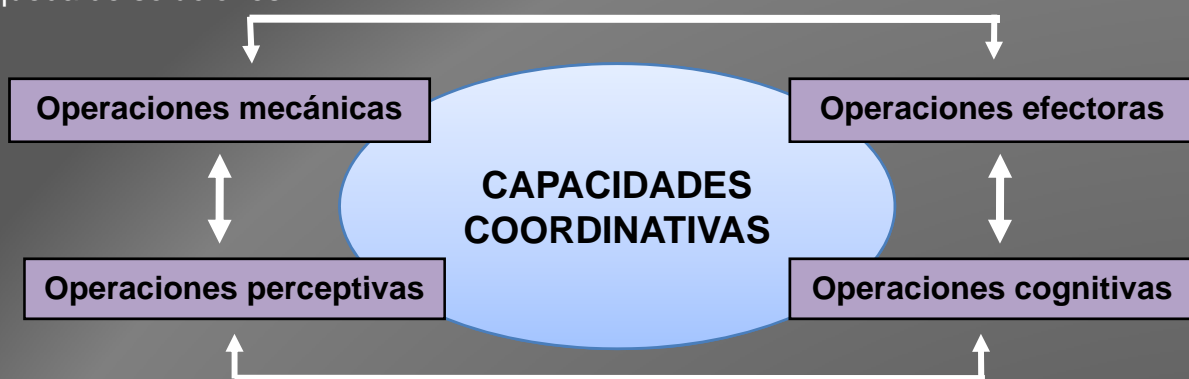 Operaciones mecánicas
Operaciones efectoras
CAPACIDADES
COORDINATIVAS
Operaciones perceptivas
Operaciones cognitivas